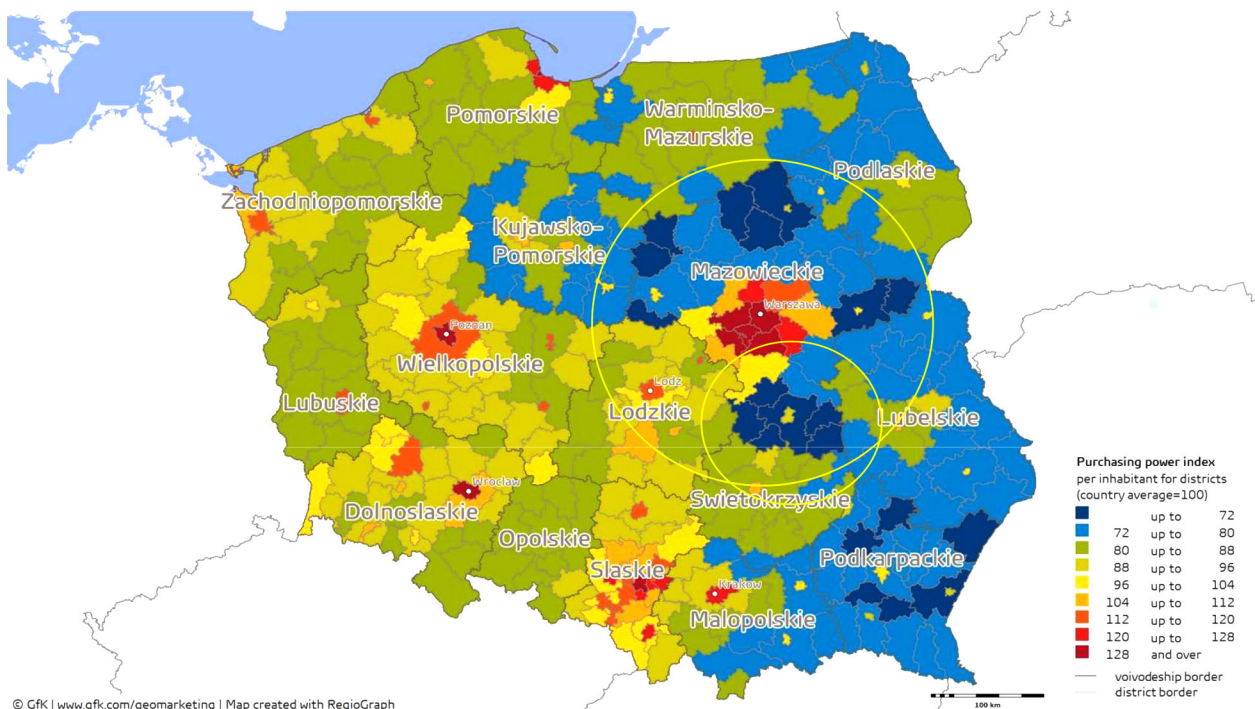 Pomorskie
Warminsko-
Mazurskie
Podlaskie
Zachodniopomorskie
Kujawsko-
Pomorskie
Mazowieckie
Warszawa
Poznan
Wielkopolskie
Lodz
Lubuskie
Lodzkie
Lubelskie
Wroclaw
Dolnoslaskie
Swietokrzyskie
Opolskie
Slaskie
Podkarpackie
Krakow
Malopolskie
Purchasing power index
per inhabitant for districts
(country average=100)
up to 72
72 up to 80
80 up to 88
88 up to 96
96 up to 104
104 up to 112
112 up to 120
120 up to 128
128 and over
voivodeship border
district border
100 km
© GfK | www.gfk.com/geomarketing | Map created with RegioGraph